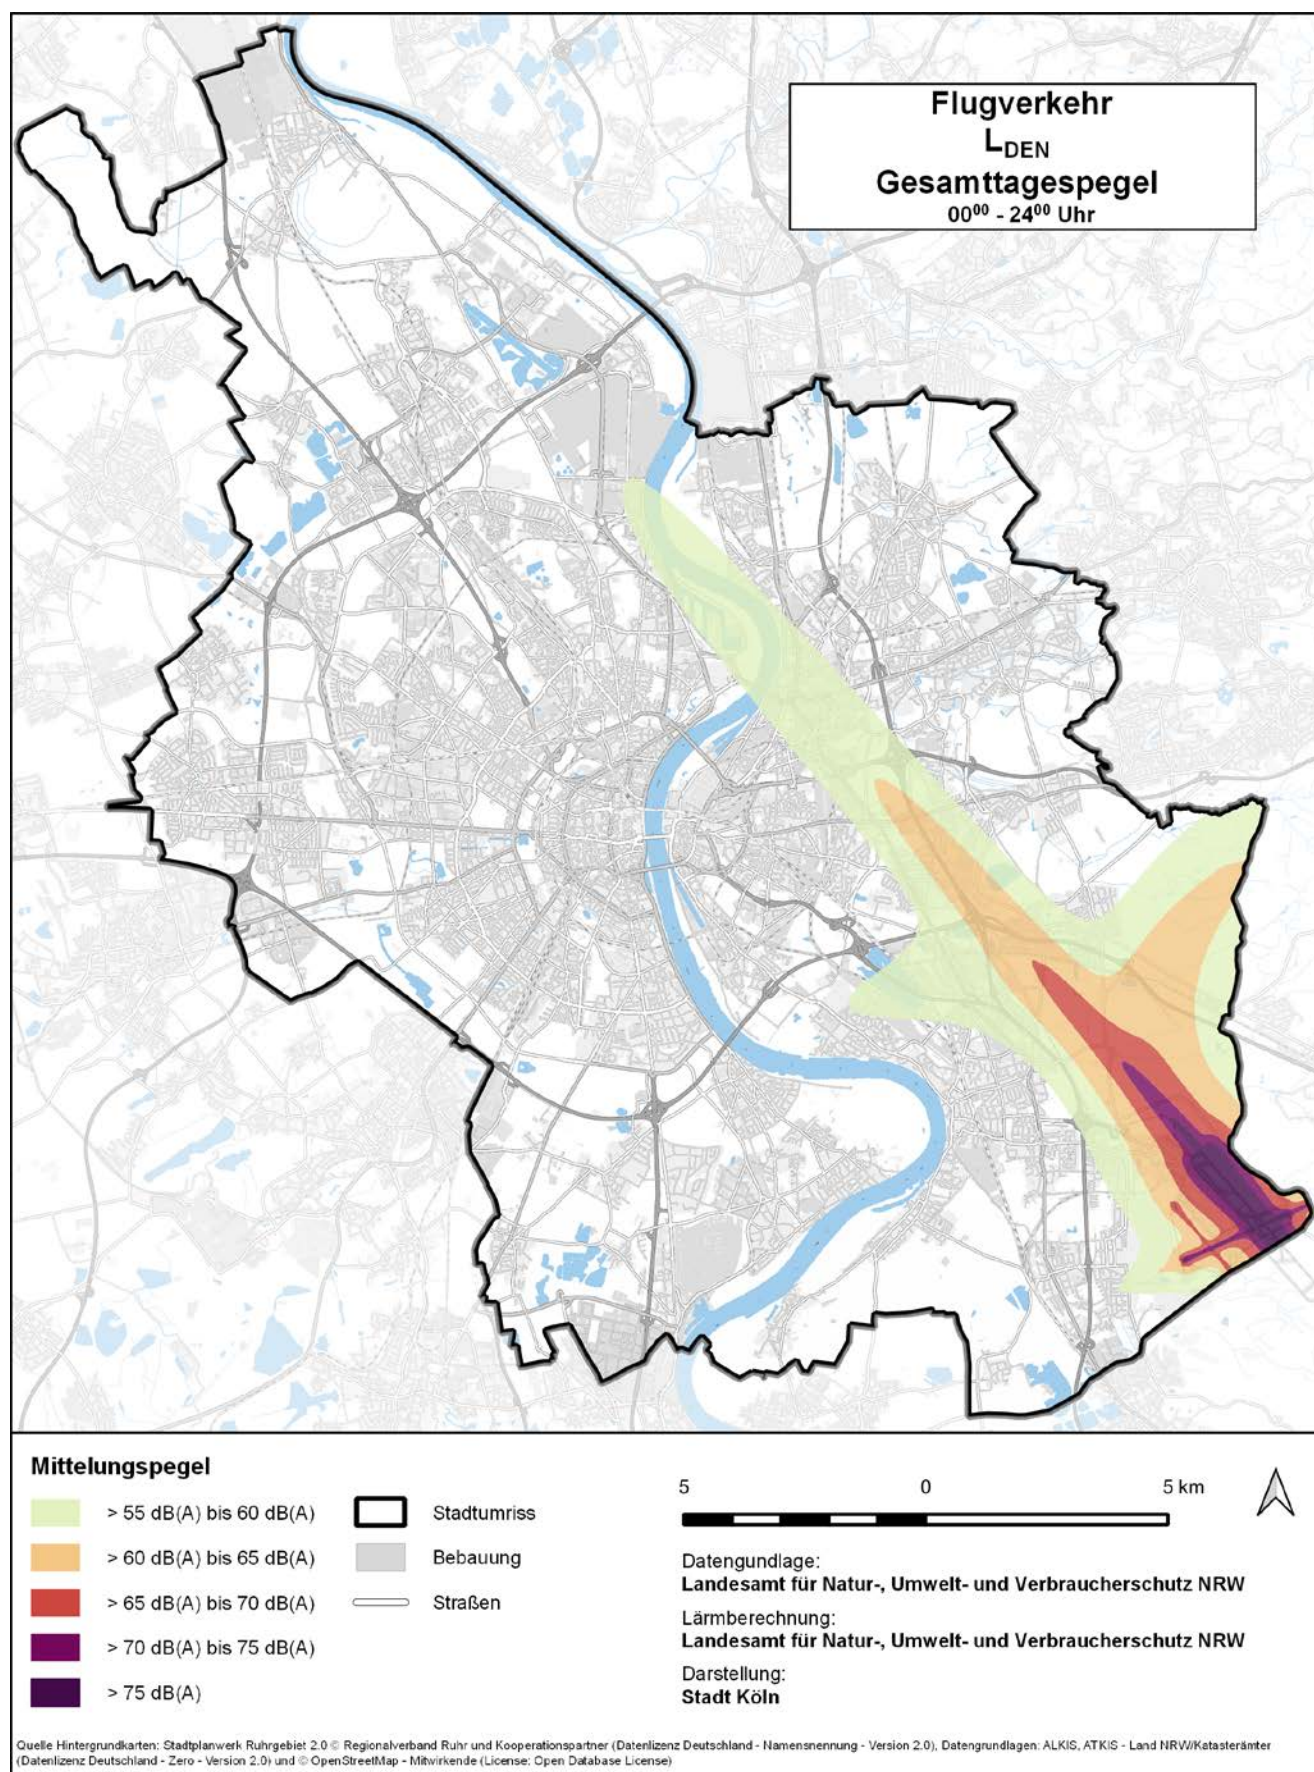 Flugverkehr
LDEN
Gesamttagespegel
00⁰⁰ - 24⁰⁰ Uhr
Mittelungspegel
> 55 dB(A) bis 60 dB(A)
> 60 dB(A) bis 65 dB(A)
> 65 dB(A) bis 70 dB(A)
> 70 dB(A) bis 75 dB(A)
> 75 dB(A)
Stadtumriss
Bebauung
Straßen
5 0 5 km
Datengundlage:
Landesamt für Natur-, Umwelt- und Verbraucherschutz NRW
Lärmberechnung:
Landesamt für Natur-, Umwelt- und Verbraucherschutz NRW
Darstellung:
Stadt Köln
Quelle Hintergrundkarten: Stadtplanwerk Ruhrgebiet 2.0 © Regionalverband Ruhr und Kooperationspartner (Datenlizenz Deutschland - Namensnennung - Version 2.0), Datengrundlagen: ALKIS, ATKIS - Land NRW/Katasterämter
(Datenlizenz Deutschland - Zero - Version 2.0) und © OpenStreetMap - Mitwirkende (License: Open Database License)